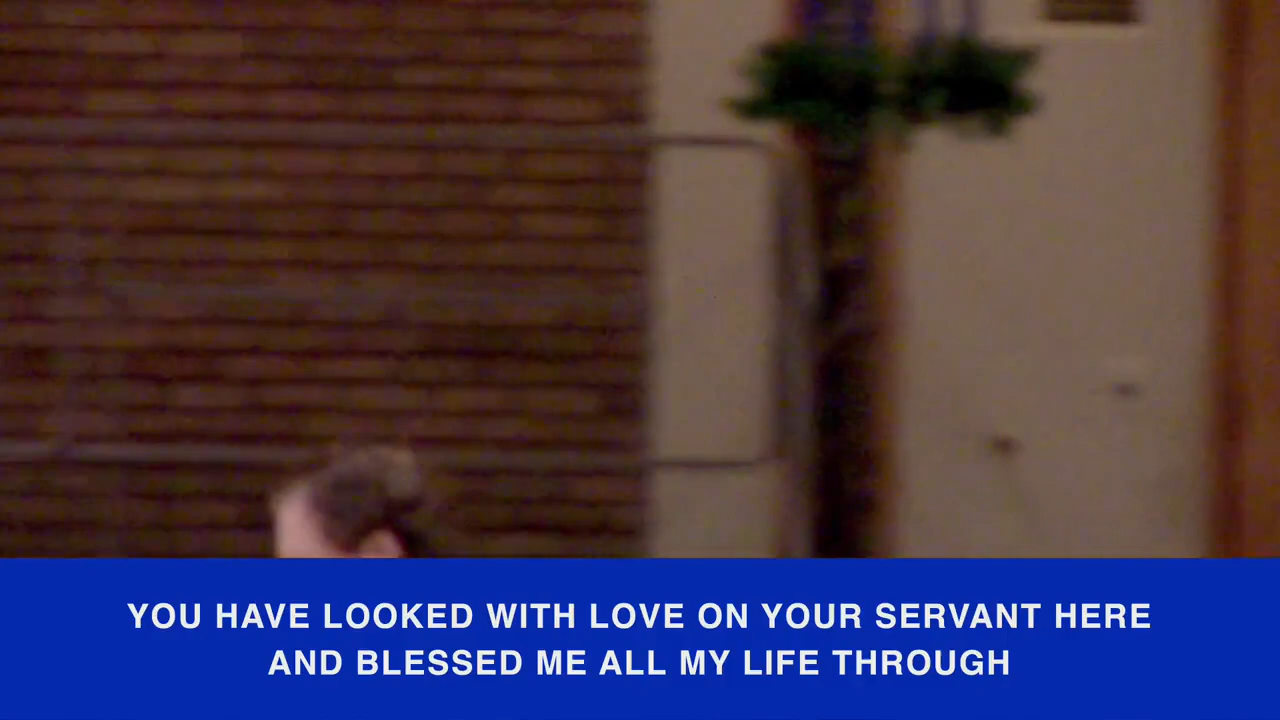 YOU HAVE LOOKED WITH LOVE ON YOUR SERVANT HERE
AND BLESSED ME ALL MY LIFE THROUGH